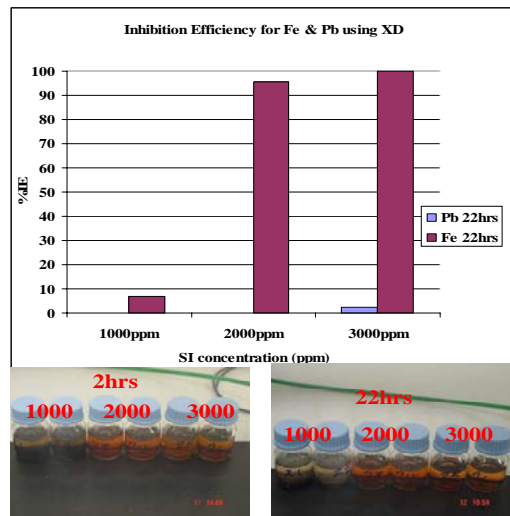 Inhibition Efficiency for Fe & Pb using XD
100
90
80
70
60
50
40
30
20
10
0
%IE
1000ppm 2000ppm 3000ppm
SI concentration (ppm)
Pb 22hrs
Fe 22hrs
2hrs
1000 2000 3000
22hrs
1000 2000 3000